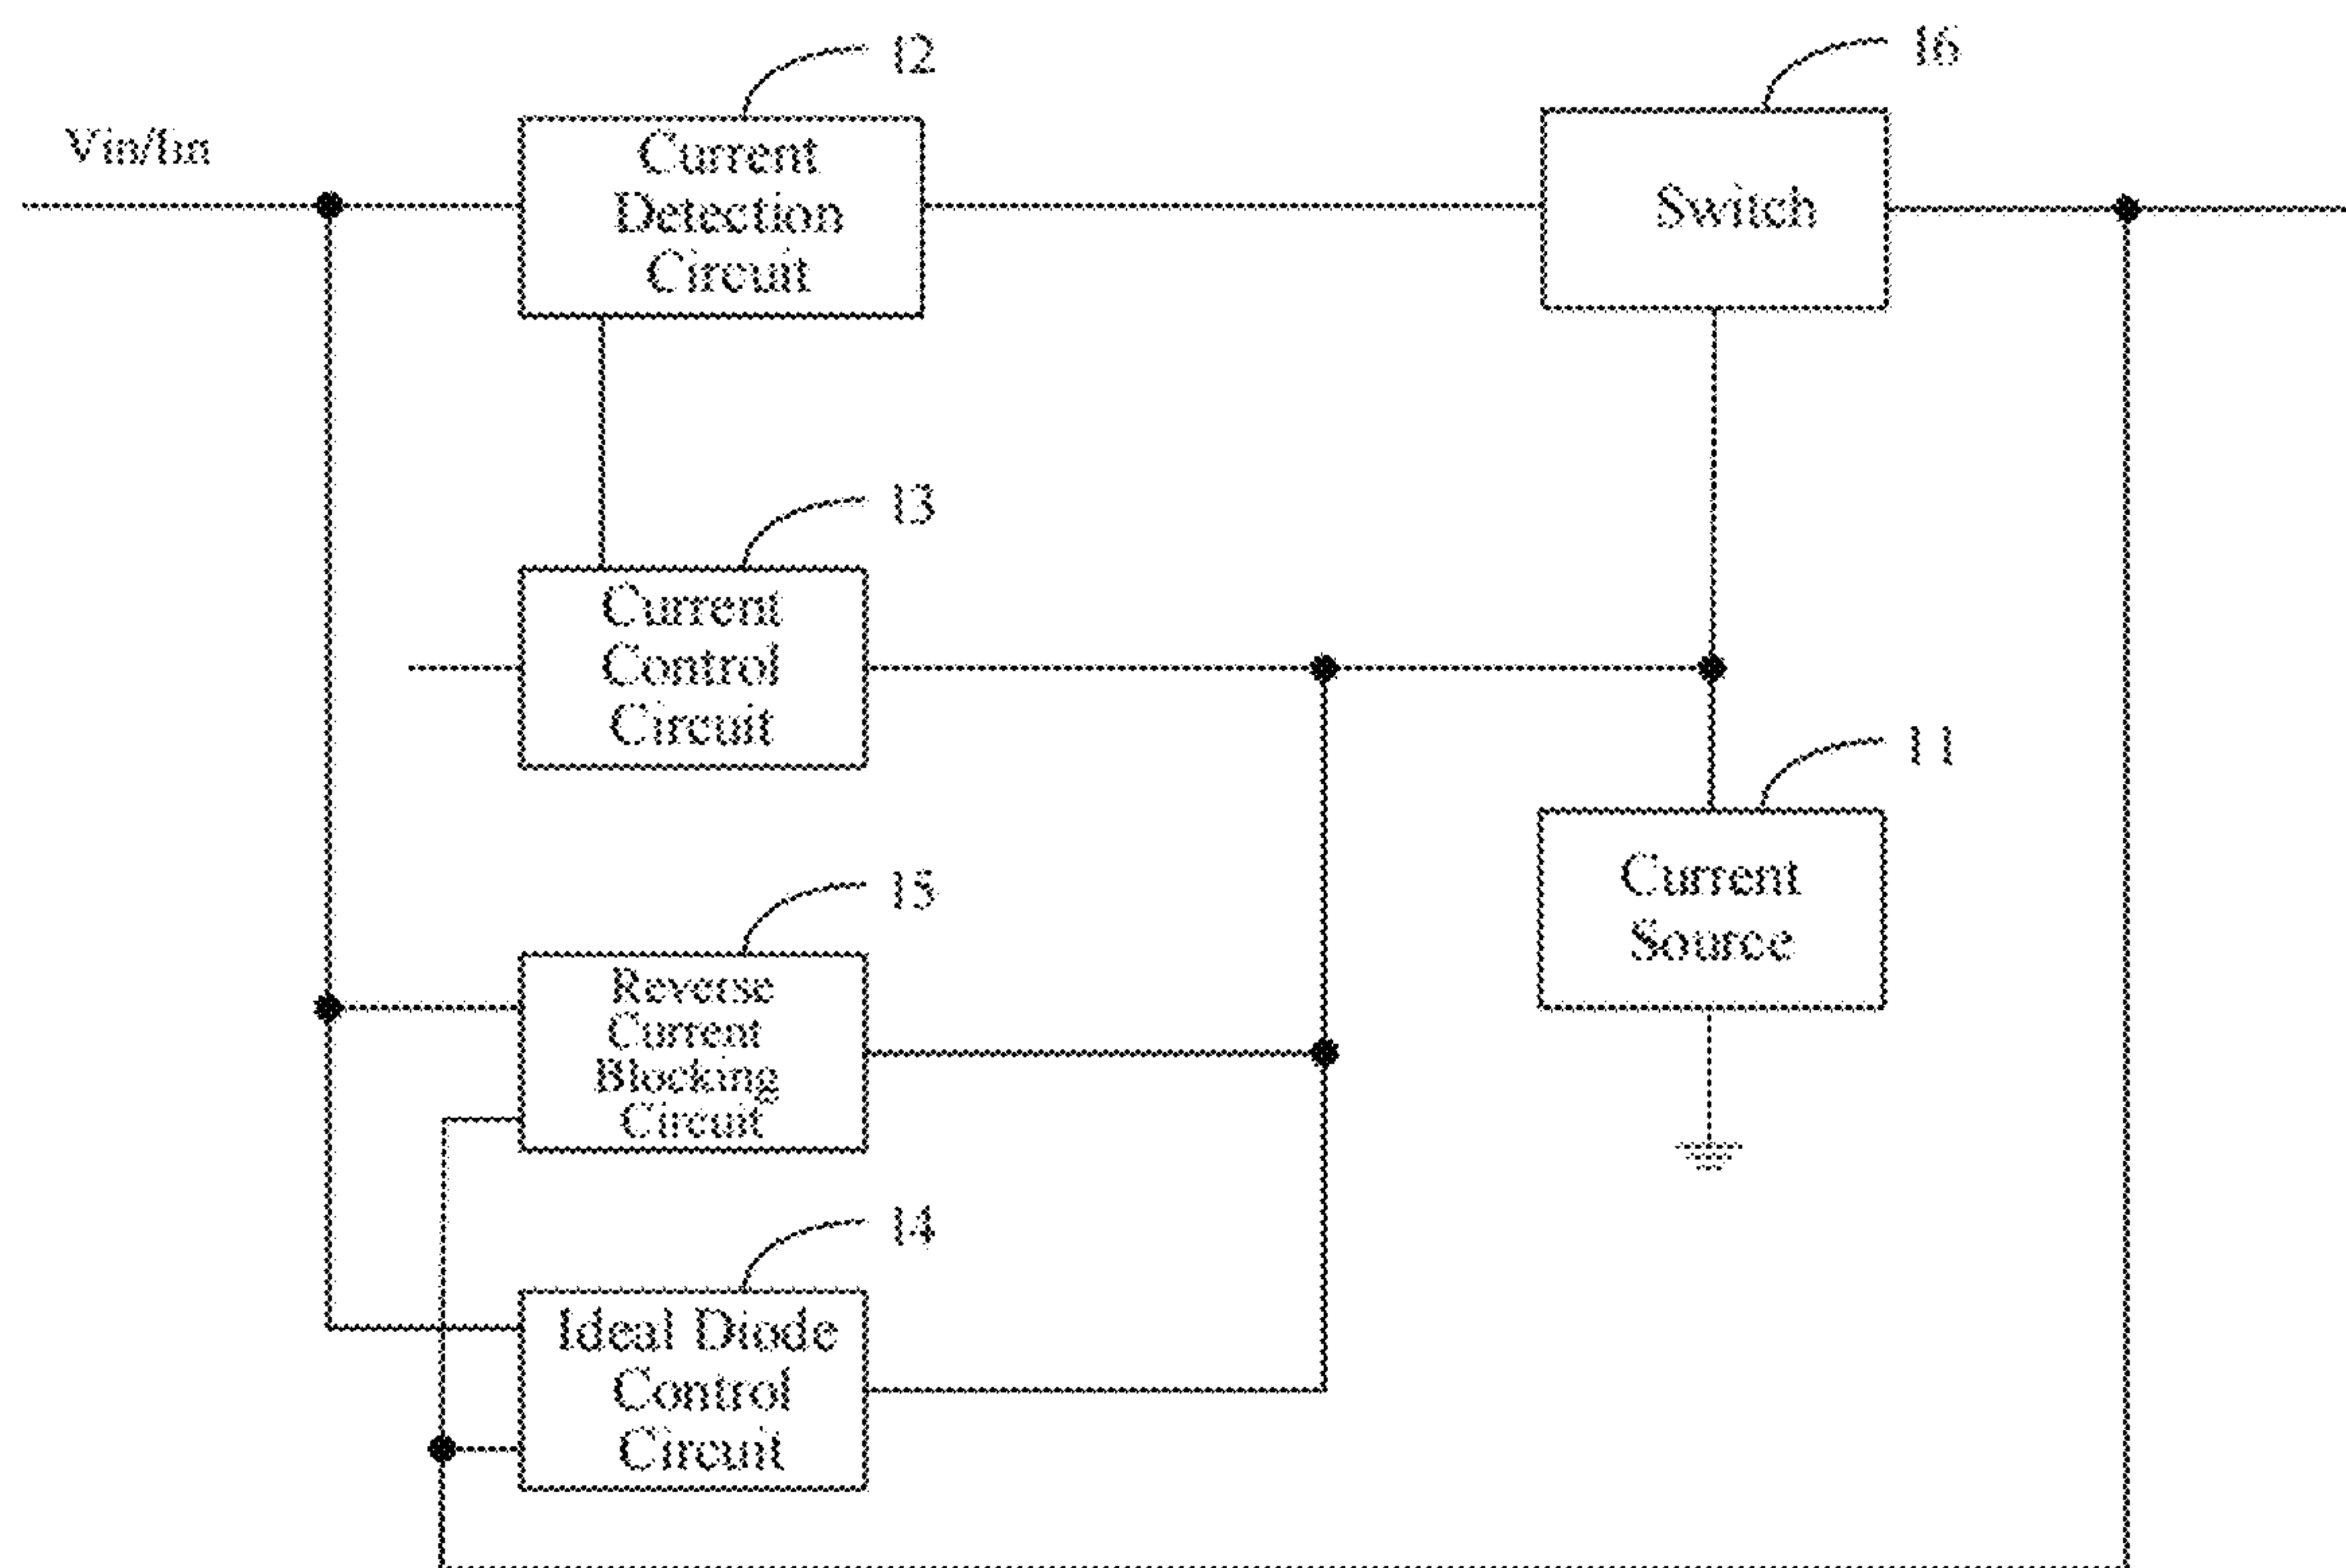 12
16
Vin/Iin
Current
Detection
Circuit
Switch
13
Current
Control
Circuit
11
Current
Source
15
Reverse
Current
Blocking
Circuit
14
Ideal Diode
Control
Circuit